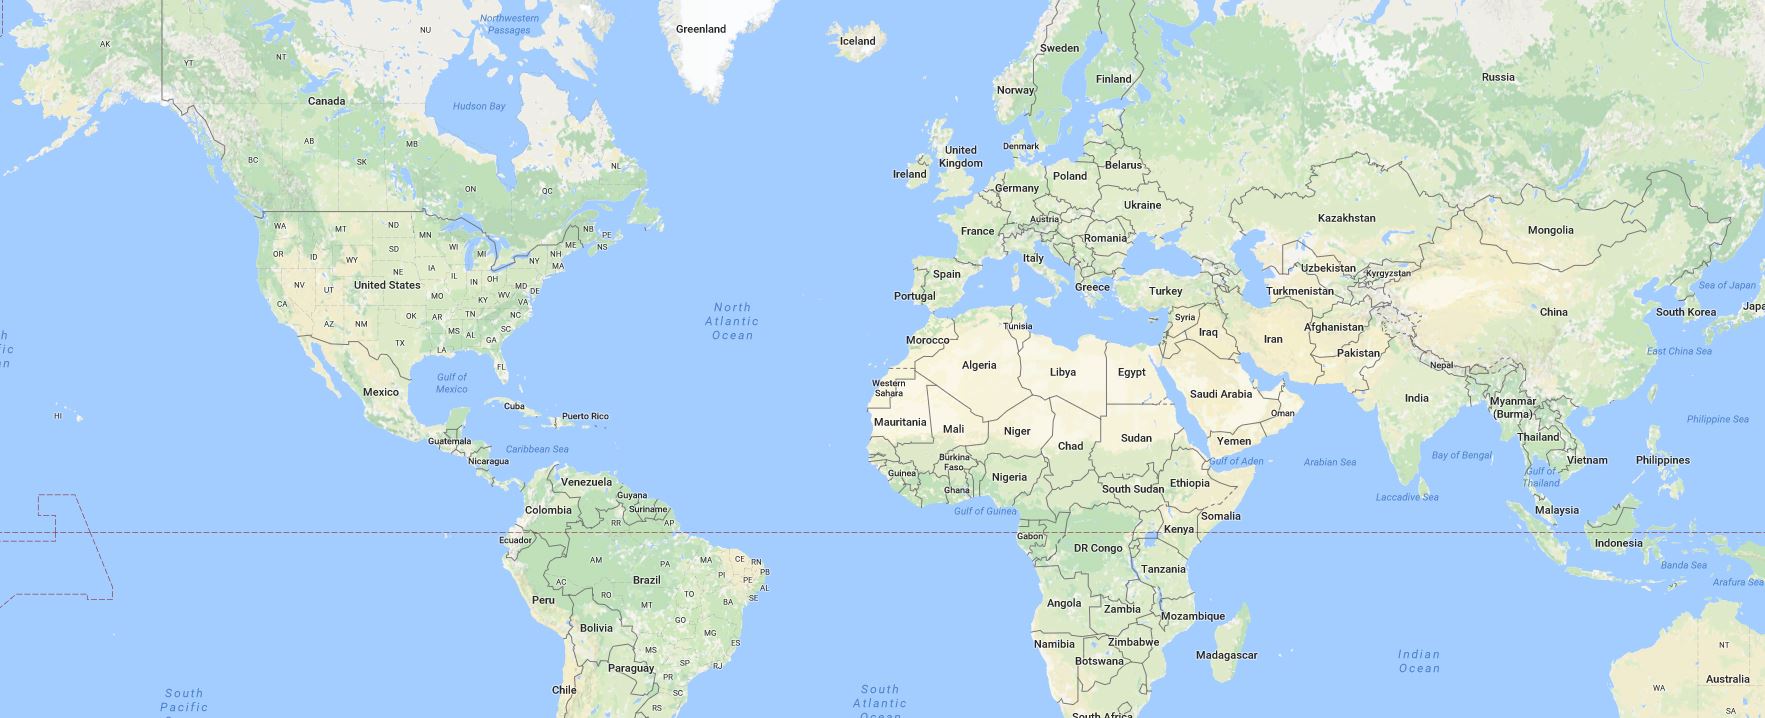 Greenland
Northwestern
Passages
NU
AK
Iceland
Sweden
NT
YT
Finland
Russia
Norway
Canada
Hudson Bay
AB
MB
Denmark
United
Kingdom
BC
SK
NL
Ireland
Belarus
Poland
ON
QC
Germany
Ukraine
Austria
Kazakhstan
WA
MT
ND
MN
NB
PE
NS
ME
France
Romania
Mongolia
OR
ID
WY
SD
WI
MI
NY
NH
MA
Italy
NV
UT
United States
NE
IA
IL
OH
Spain
Uzbekistan
Kyrgyzstan
Portugal
Greece
Turkey
Turkmenistan
China
Sea of Japan
CA
MO
KY
IN
WV
MD
DE
VA
North
Atlantic
Ocean
South Korea
Japa
AZ
NM
OK
AR
TN
NC
Tunisia
Syria
Iraq
Iran
Afghanistan
TX
LA
MS
AL
GA
SC
Morocco
Pakistan
East China Sea
h
ic
n
FL
Algeria
Libya
Egypt
Nepal
Gulf of
Mexico
Western
Sahara
Saudi Arabia
India
Myanmar
(Burma)
Mexico
Cuba
Puerto Rico
Oman
HI
Mauritania
Mali
Niger
Chad
Sudan
Yemen
Philippine Sea
Thailand
Guatemala
Caribbean Sea
Nicaragua
Burkina
Faso
Gulf of Aden
Arabian Sea
Bay of Bengal
Vietnam
Philippines
Gulf of
Thailand
Venezuela
Guyana
Guinea
Ghana
Nigeria
South Sudan
Ethiopia
Laccadive Sea
Colombia
Suriname
Gulf of Guinea
Somalia
Malaysia
RR
AP
Ecuador
Gabon
Kenya
DR Congo
Indonesia
AM
PA
MA
CE
RN
PB
PE
AL
SE
PI
Tanzania
Banda Sea
Arafura Sea
AC
Brazil
RO
TO
BA
MT
Peru
Angola
Zambia
Mozambique
GO
Bolivia
MG
ES
Namibia
Zimbabwe
Madagascar
Indian
Ocean
NT
MS
SP
RJ
Paraguay
PR
Botswana
Australia
WA
SA
Chile
SC
RS
South
Pacific
South
Atlantic
Ocean
South Africa